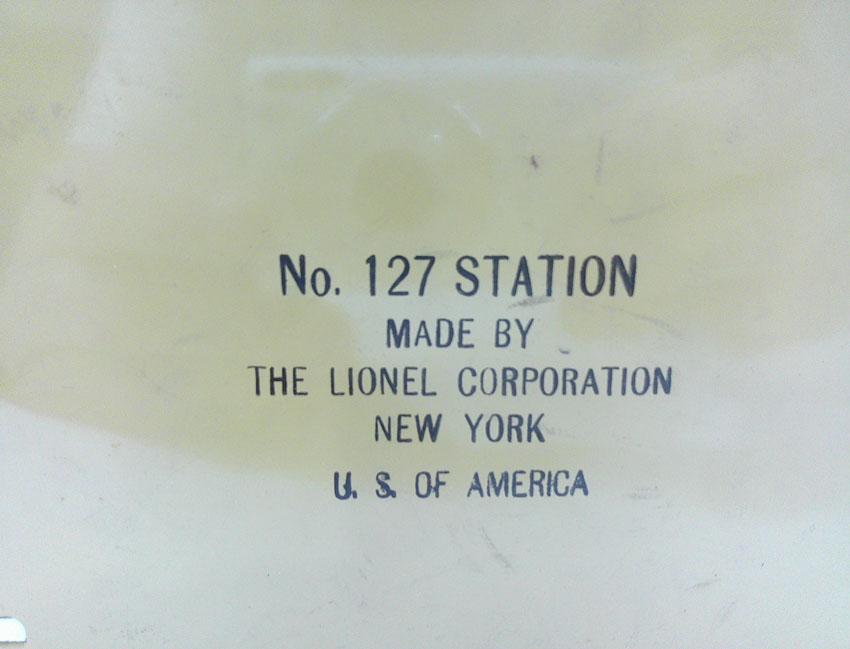 No. 127 STATION
MADE BY
THE LIONEL CORPORATION
NEW YORK
U. S. OF AMERICA